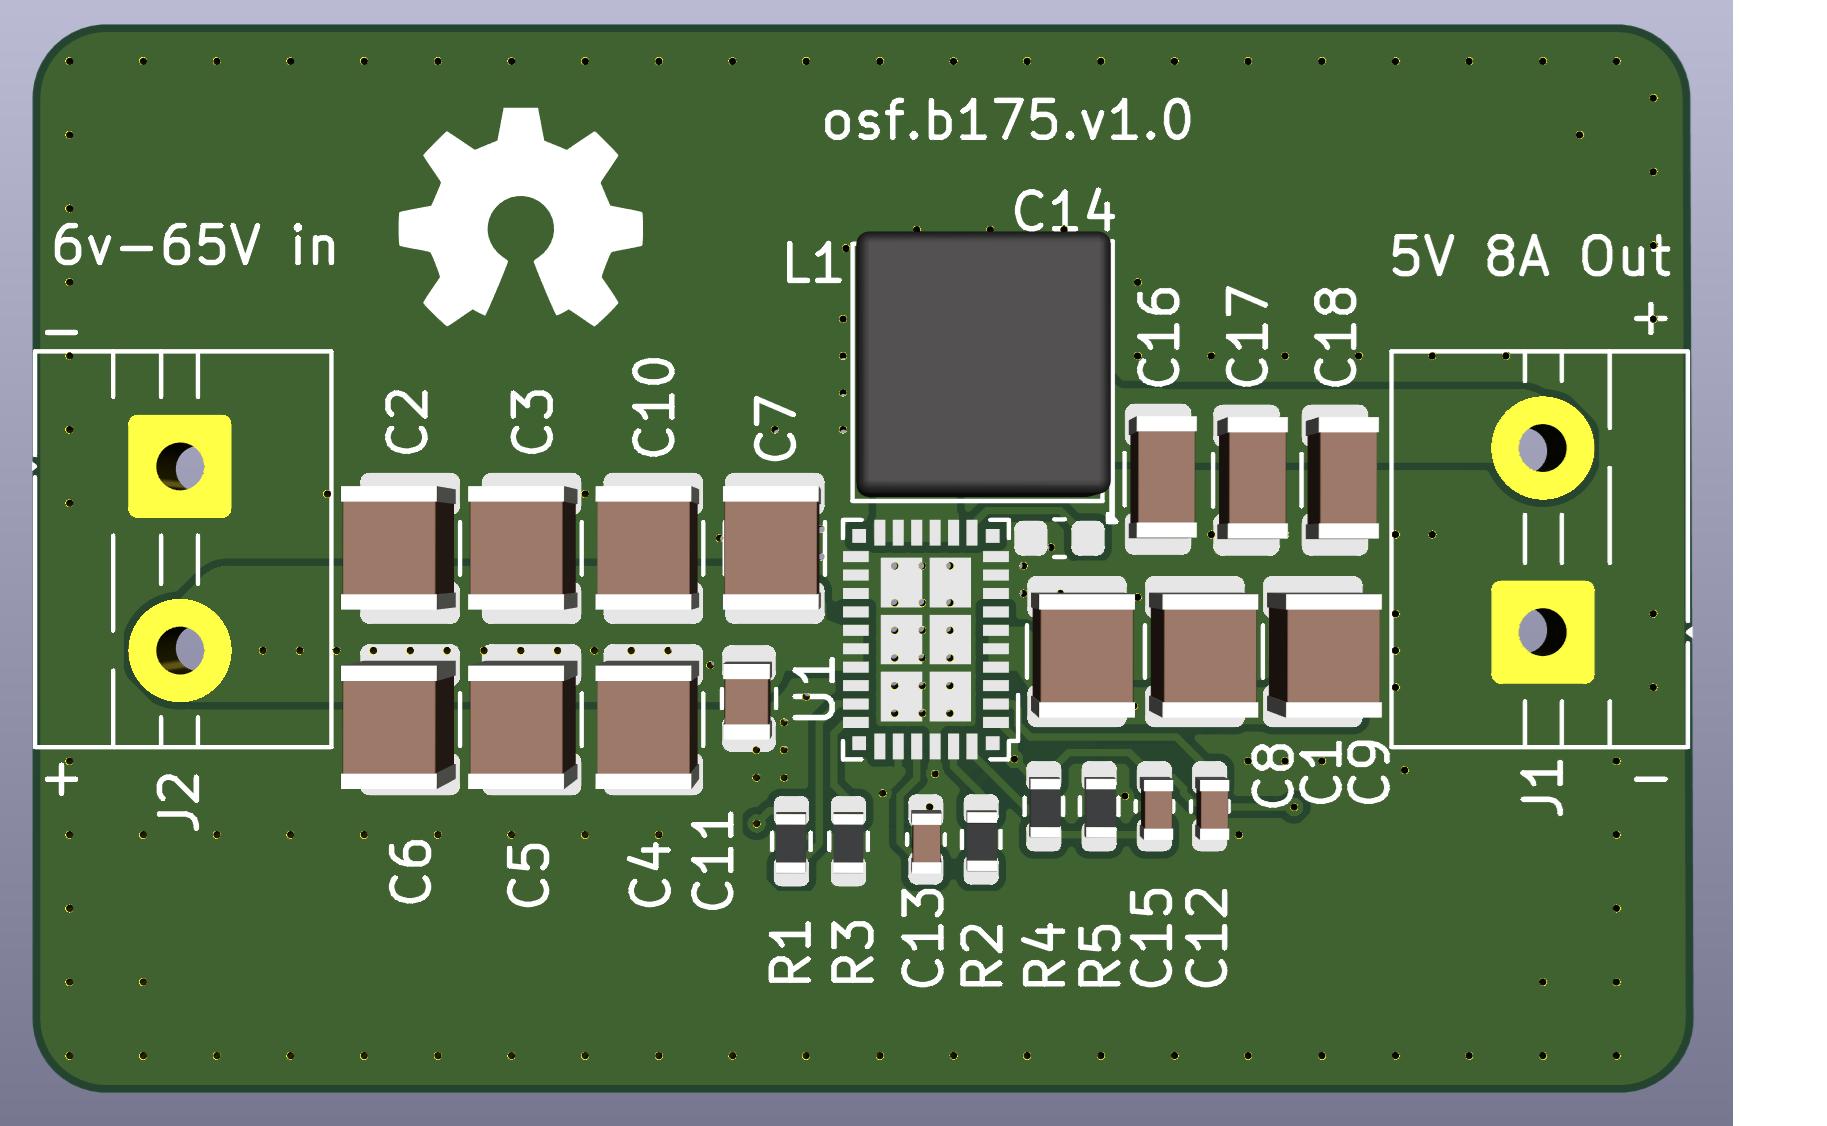 osf.b175.v1.0
C14
6v-65V in
L1
5V 8A Out
-
+
C16
C17
C18
C2
C3
C10
C7
U1
+
J2
C6
C5
C4
C11
C8
C1
C9
J1
-
R1
R3
C13
R2
R4
R5
C15
C12